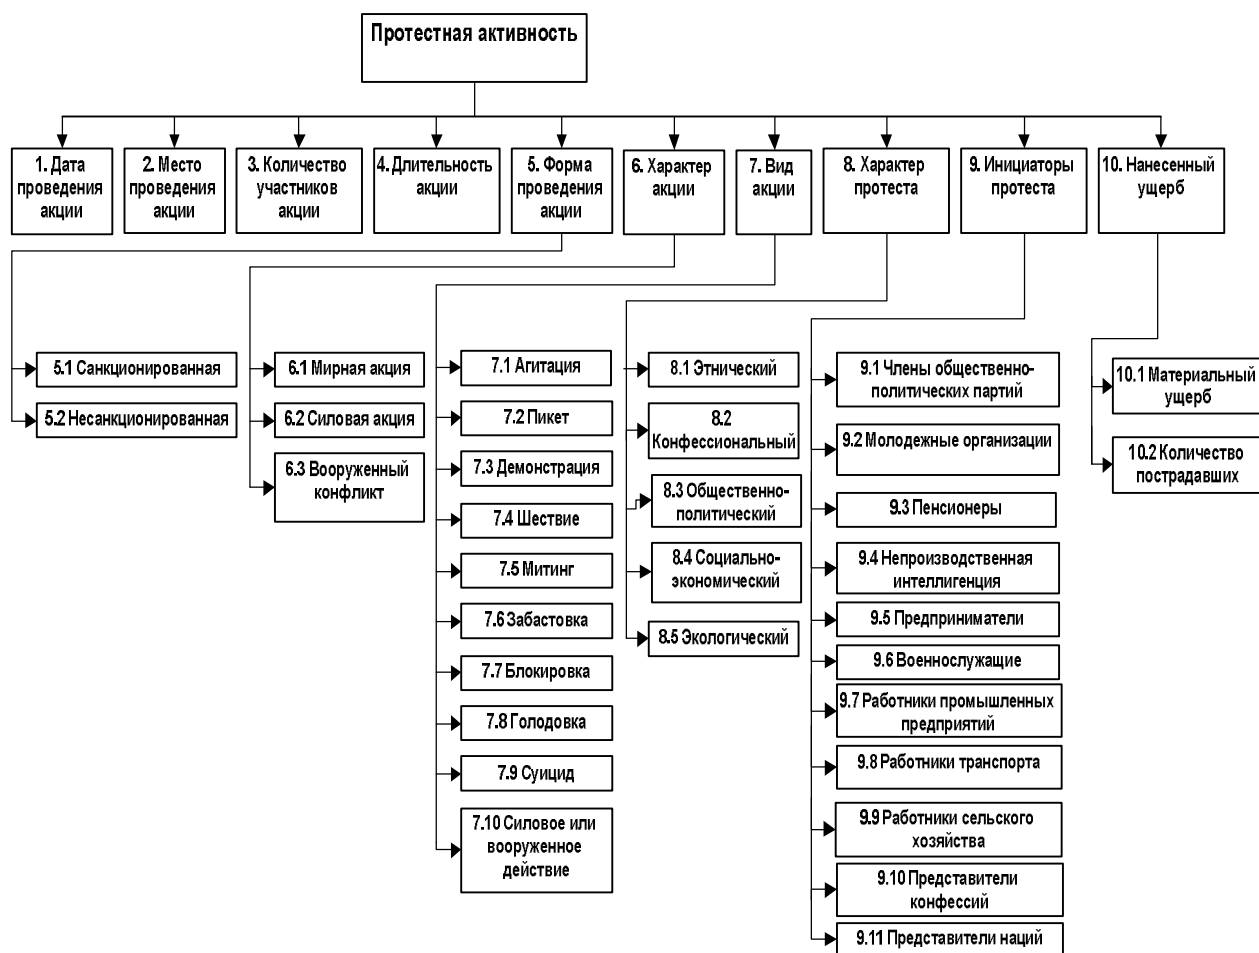 Протестная активность
1. Дата
проведения
акции
2. Место
проведения
акции
3. Количество
участников
акции
4. Длительность
акции
5. Форма
проведения
акции
6. Характер
акции
7. Вид
акции
8. Характер
протеста
9. Инициаторы
протеста
10. Нанесенный
ущерб
5.1 Санкционированная
5.2 Несанкционированная
6.1 Мирная акция
6.2 Силовая акция
6.3 Вооруженный
конфликт
7.1 Агитация
7.2 Пикет
7.3 Демонстрация
7.4 Шествие
7.5 Митинг
7.6 Забастовка
7.7 Блокировка
7.8 Голодовка
7.9 Суицид
7.10 Силовое или
вооруженное
действие
8.1 Этнический
8.2
Конфессиональный
8.3 Общественно-
политический
8.4 Социально-
экономический
8.5 Экологический
9.1 Члены общественно-
политических партий
9.2 Молодежные организации
9.3 Пенсионеры
9.4 Непроизводственная
интеллигенция
9.5 Предприниматели
9.6 Военнослужащие
9.7 Работники промышленных
предприятий
9.8 Работники транспорта
9.9 Работники сельского
хозяйства
9.10 Представители
конфессий
9.11 Представители наций
10.1 Материальный
ущерб
10.2 Количество
пострадавших